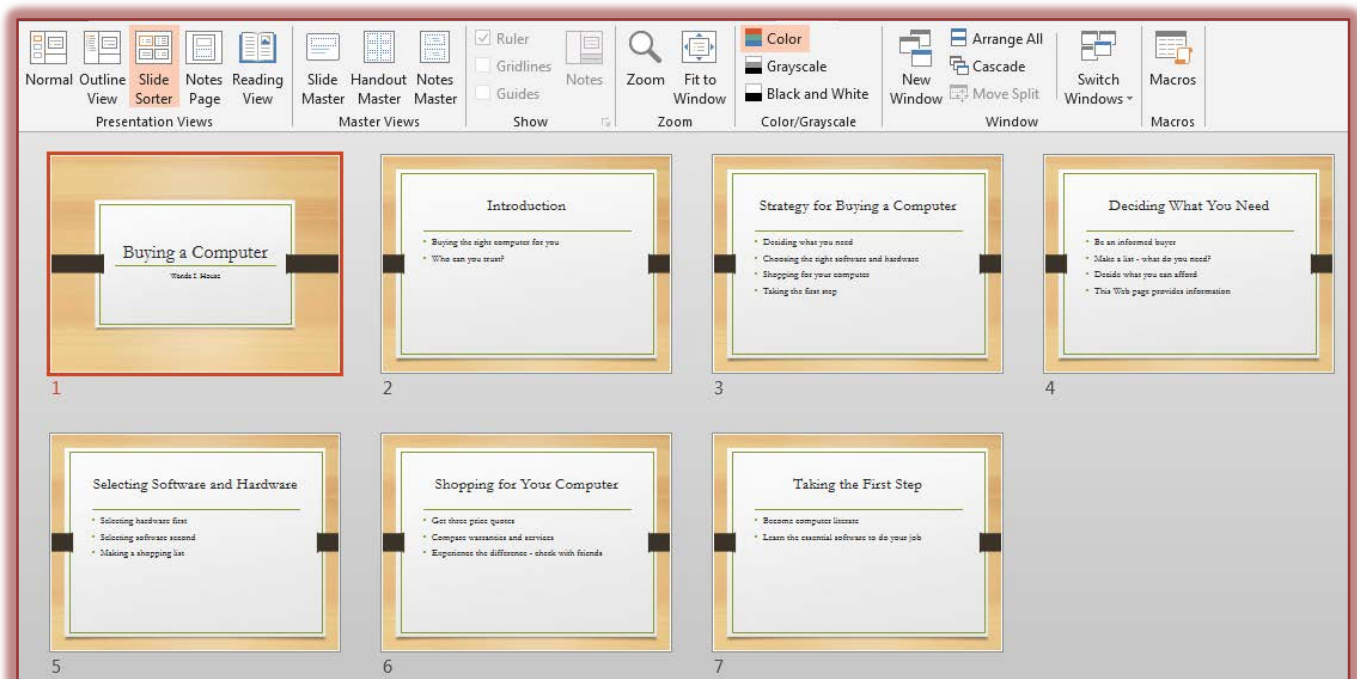 Normal
Outline View
Slide Sorter
Notes Page
Reading View
Presentation Views
Slide Master
Handout Master
Notes Master
Master Views
Ruler
Gridlines
Guides
Notes
Show
Zoom
Fit to Window
Zoom
Color
Grayscale
Black and White
Color/Grayscale
New Window
Arrange All
Cascade
Move Split
Switch Windows
Window
Macros
Macros
Buying a Computer
Wanda I. House
1
Introduction
Buying the right computer for you
Who can you trust?
2
Strategy for Buying a Computer
Deciding what you need
Choosing the right software and hardware
Shopping for your computer
Taking the first step
3
Deciding What You Need
Be an informed buyer
Make a list - what do you need?
Decide what you can afford
This Web page provides information
4
Selecting Software and Hardware
Selecting hardware first
Selecting software second
Making a shopping list
5
Shopping for Your Computer
Get three price quotes
Compare warranties and services
Experience the difference - check with friends
6
Taking the First Step
Become computer literate
Learn the essential software to do your job
7